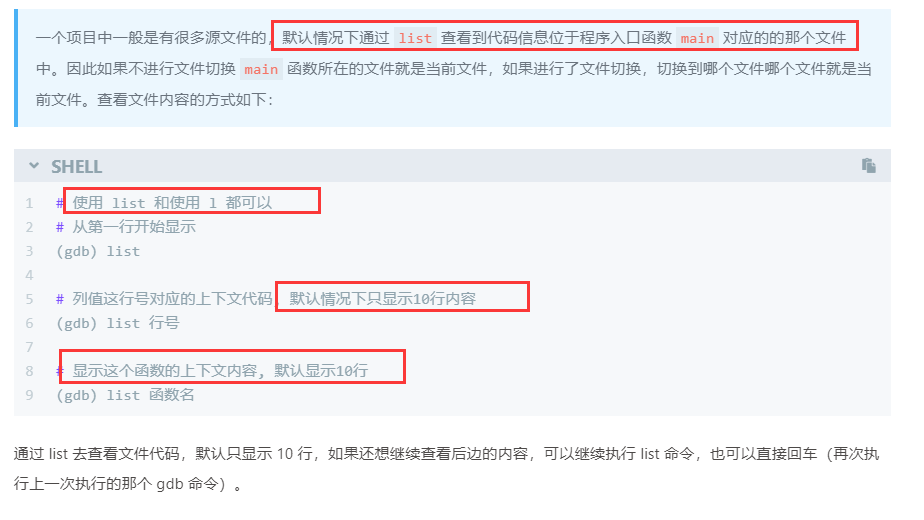 一个项目中一般是有很多源文件的，默认情况下通过 list 查看到代码信息位于程序入口函数 main 对应的的那个文件
中。因此如果不进行文件切换 main 函数所在的文件就是当前文件，如果进行了文件切换，切换到哪个文件哪个文件就是当
前文件。查看文件内容的方式如下：
SHELL
1 # 使用 list 和使用 l 都可以
2 # 从第一行开始显示
3 (gdb) list
4
5 # 列值这行号对应的上下文代码，默认情况下只显示10行内容
6 (gdb) list 行号
7
8 # 显示这个函数的上下文内容, 默认显示10行
9 (gdb) list 函数名
通过 list 去查看文件代码，默认只显示 10 行，如果还想继续查看后边的内容，可以继续执行 list 命令，也可以直接回车（再次执
行上一次执行的那个 gdb 命令）。